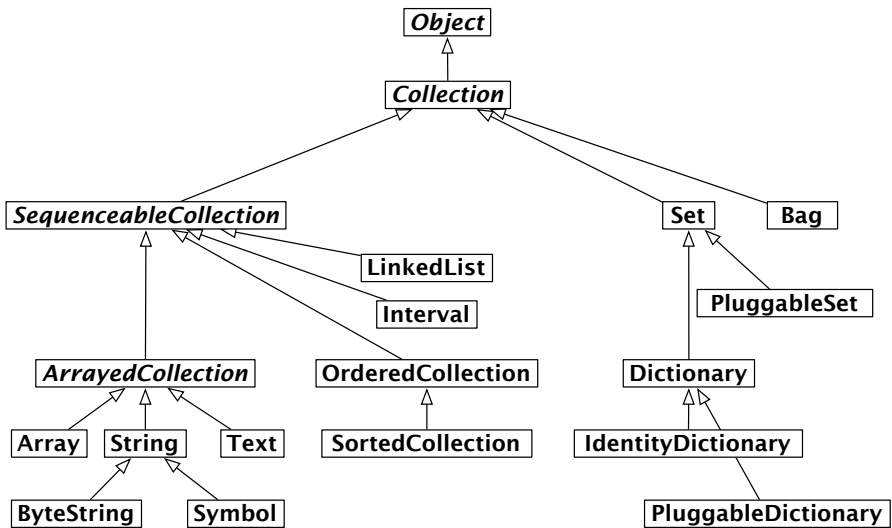 Object
Collection
SequenceableCollection
Set
Bag
LinkedList
PluggableSet
Interval
ArrayedCollection
OrderedCollection
Dictionary
Array
String
Text
SortedCollection
IdentityDictionary
ByteString
Symbol
PluggableDictionary